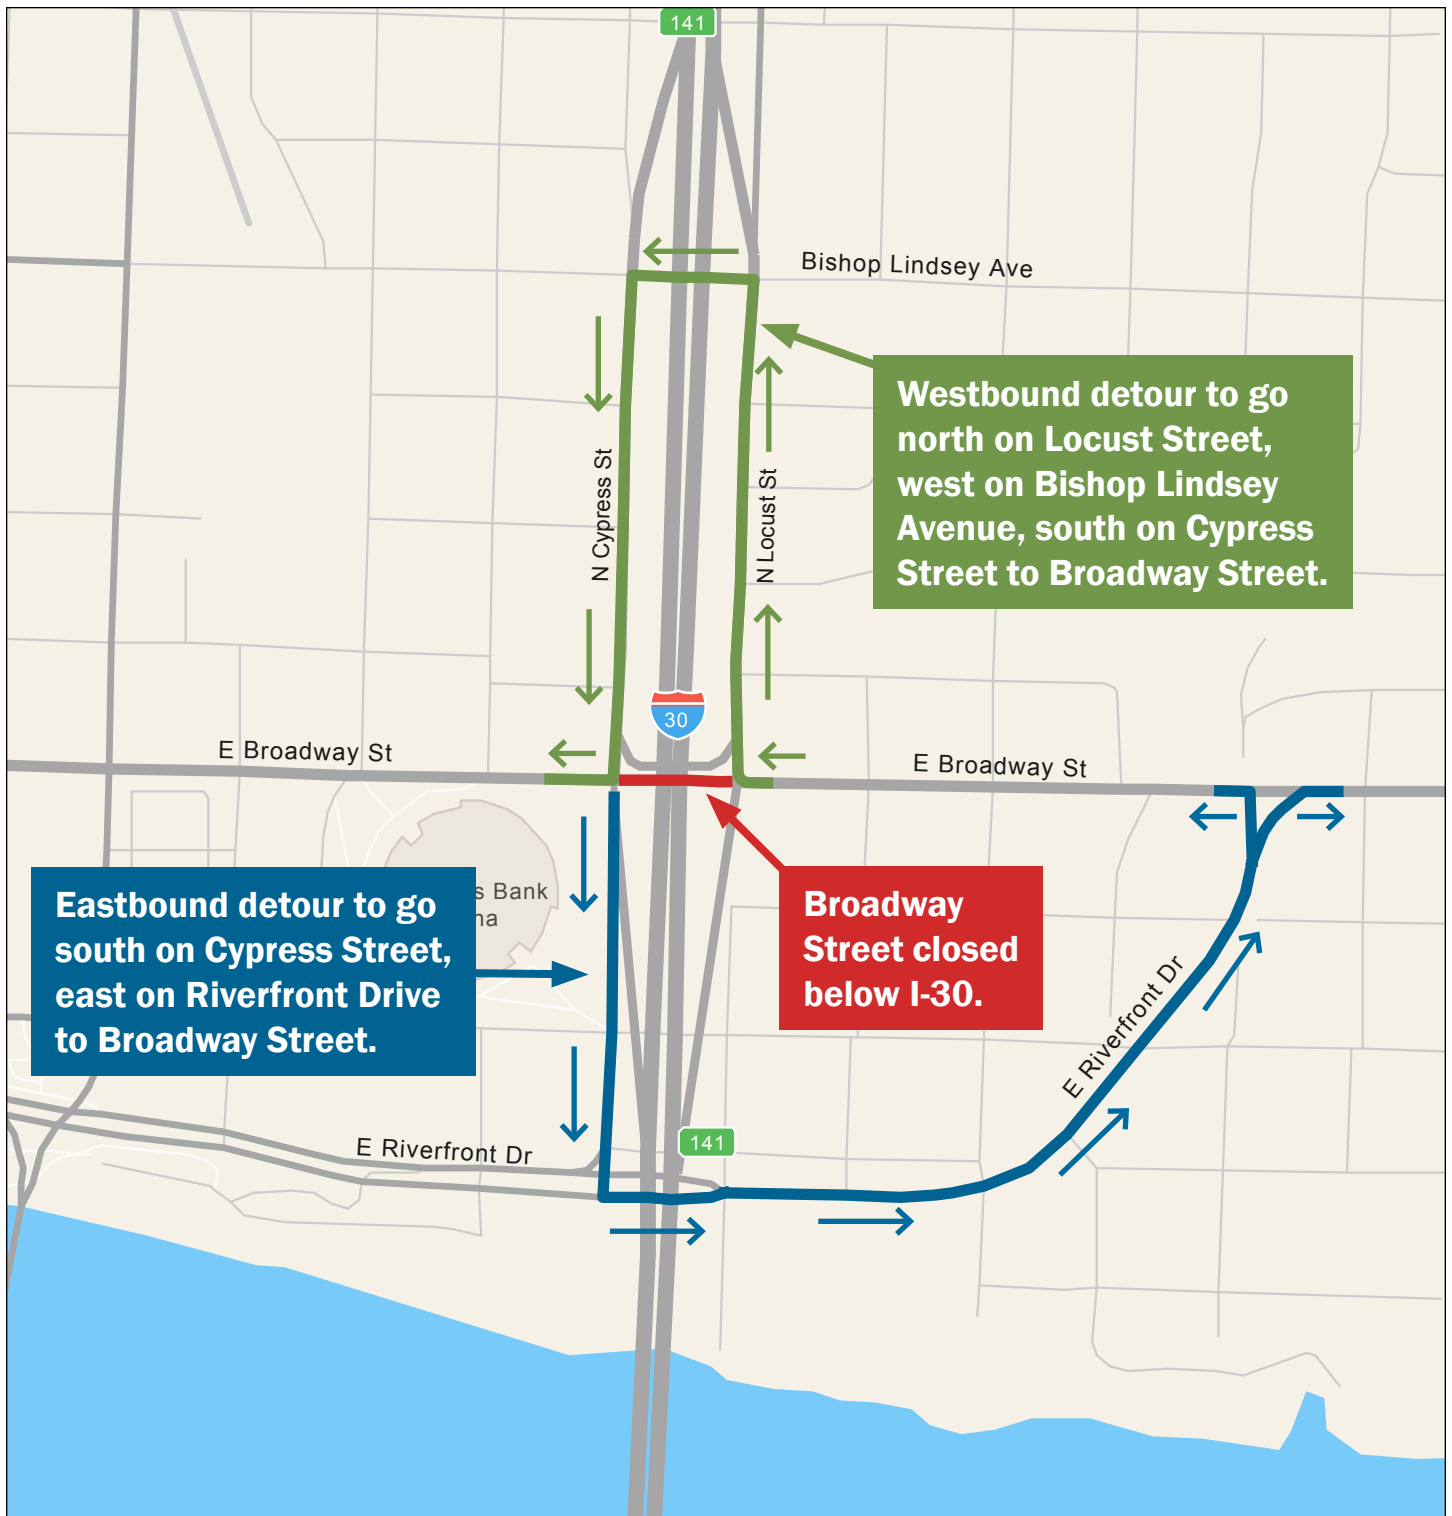 141
Bishop Lindsey Ave
Westbound detour to go
north on Locust Street,
west on Bishop Lindsey
Avenue, south on Cypress
Street to Broadway Street.
N Cypress St
N Locust St
30
E Broadway St
E Broadway St
Bank
Eastbound detour to go
south on Cypress Street,
east on Riverfront Drive
to Broadway Street.
Broadway
Street closed
below I-30.
E Riverfront Dr
E Riverfront Dr
141